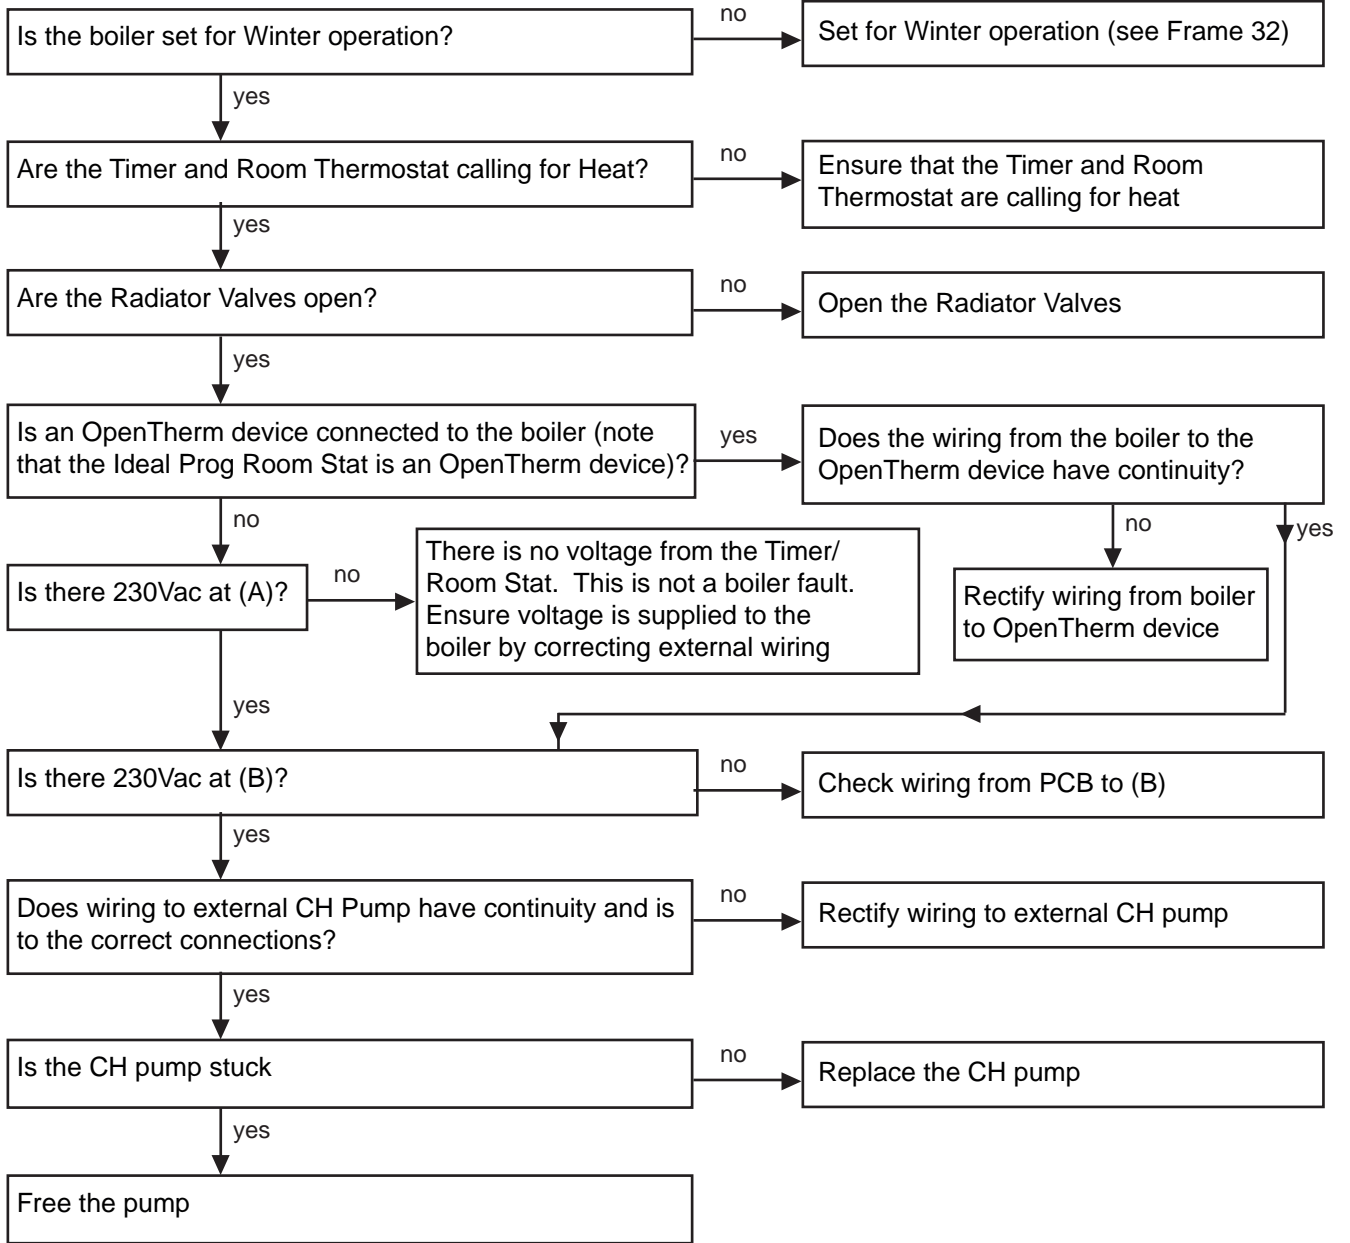 Is the boiler set for Winter operation?
no
Set for Winter operation (see Frame 32)
yes
Are the Timer and Room Thermostat calling for Heat?
no
Ensure that the Timer and Room
Thermostat are calling for heat
yes
Are the Radiator Valves open?
no
Open the Radiator Valves
yes
Is an OpenTherm device connected to the boiler (note
that the Ideal Prog Room Stat is an OpenTherm device)?
yes
Does the wiring from the boiler to the
OpenTherm device have continuity?
no
no
yes
Is there 230Vac at (A)?
no
There is no voltage from the Timer/
Room Stat.  This is not a boiler fault.
Ensure voltage is supplied to the
boiler by correcting external wiring
Rectify wiring from boiler
to OpenTherm device
yes
Is there 230Vac at (B)?
no
Check wiring from PCB to (B)
yes
Does wiring to external CH Pump have continuity and is
to the correct connections?
no
Rectify wiring to external CH pump
yes
Is the CH pump stuck
no
Replace the CH pump
yes
Free the pump